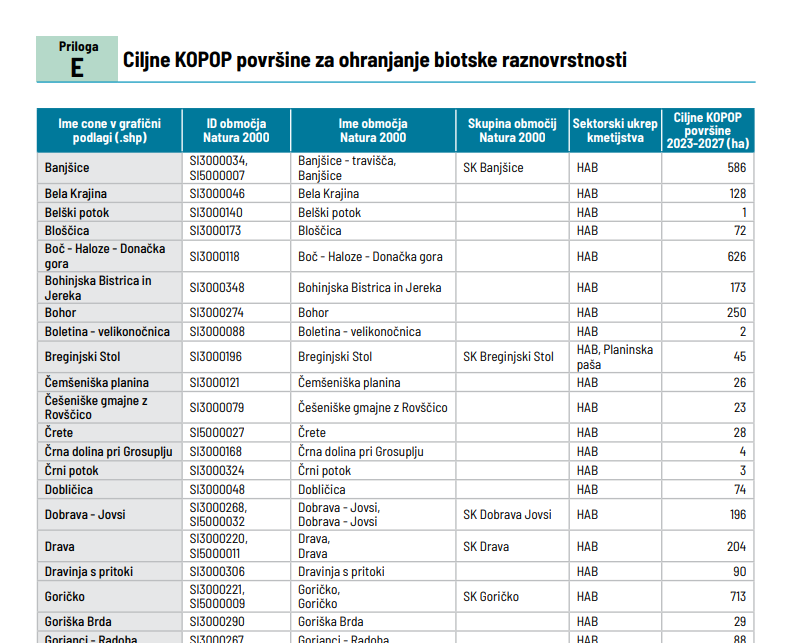 Priloga
E
Ciljne KOPOP površine za ohranjanje biotske raznovrstnosti
Ime cone v grafični podlagi (.shp) | ID območja Natura 2000 | Ime območja Natura 2000 | Skupina območij Natura 2000 | Sektorski ukrep kmetijstva | Ciljne KOPOP površine 2023-2027 (ha)
Banjšice | SI3000034, SI5000007 | Banjšice - travišča, Banjšice | SK Banjšice | HAB | 586
Bela Krajina | SI3000046 | Bela Krajina | | HAB | 128
Belški potok | SI3000140 | Belški potok | | HAB | 1
Bloščica | SI3000173 | Bloščica | | HAB | 72
Boč - Haloze - Donačka gora | SI3000118 | Boč - Haloze - Donačka gora | | HAB | 626
Bohinjska Bistrica in Jereka | SI3000348 | Bohinjska Bistrica in Jereka | | HAB | 173
Bohor | SI3000274 | Bohor | | HAB | 250
Boletina - velikonočnica | SI3000088 | Boletina - velikonočnica | | HAB | 2
Breginjski Stol | SI3000196 | Breginjski Stol | SK Breginjski Stol | HAB, Planinska paša | 45
Čemšeniška planina | SI3000121 | Čemšeniška planina | | HAB | 26
Češeniške gmajne z Rovščico | SI3000079 | Češeniške gmajne z Rovščico | | HAB | 23
Črete | SI5000027 | Črete | | HAB | 28
Črna dolina pri Grosuplju | SI3000168 | Črna dolina pri Grosuplju | | HAB | 4
Črni potok | SI3000324 | Črni potok | | HAB | 3
Dobličica | SI3000048 | Dobličica | | HAB | 74
Dobrava - Jovsi | SI3000268, SI5000032 | Dobrava - Jovsi, Dobrava - Jovsi | SK Dobrava Jovsi | HAB | 196
Drava | SI3000220, SI5000011 | Drava, Drava | SK Drava | HAB | 204
Dravinja s pritoki | SI3000306 | Dravinja s pritoki | | HAB | 90
Goričko | SI3000221, SI5000009 | Goričko, Goričko | SK Goričko | HAB | 713
Goriška Brda | SI3000290 | Goriška Brda | | HAB | 29
Gorjanci - Radoha | SI3000267 | Gorjanci - Radoha | | HAB | 88